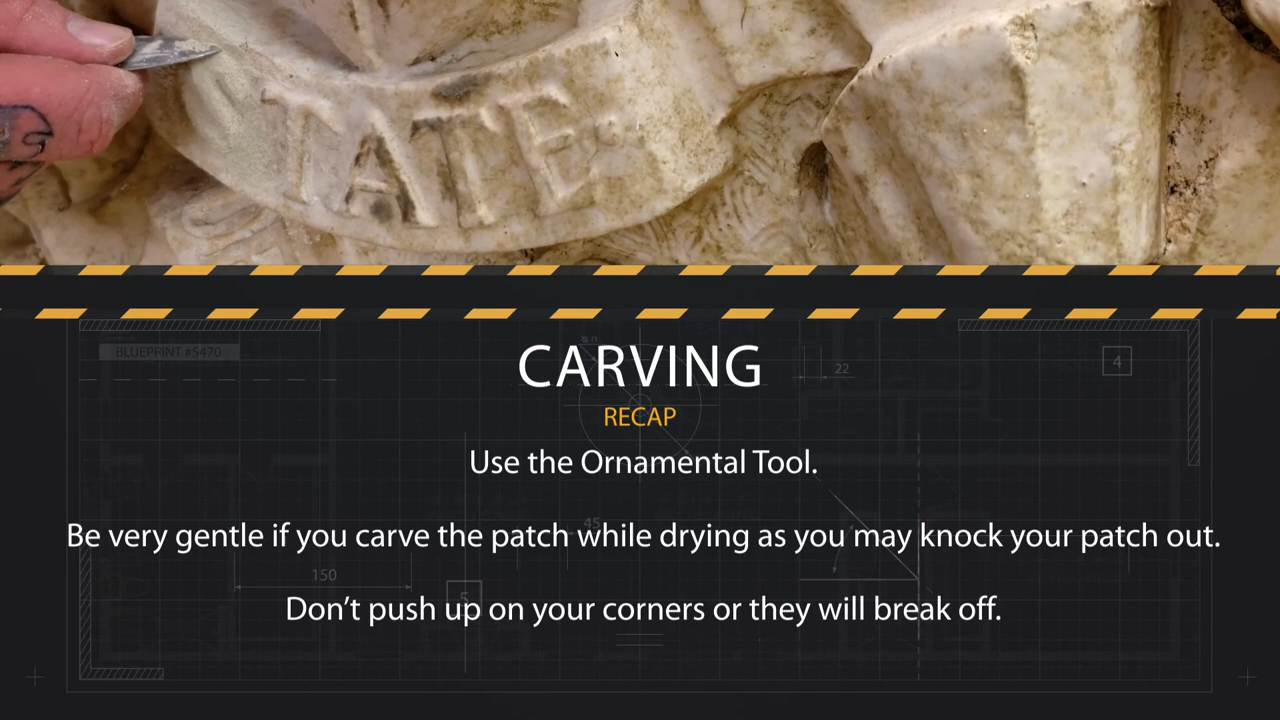 TATE
BLUEPRINT #5470
CARVING
22
4
RECAP
Use the Ornamental Tool.
45
Be very gentle if you carve the patch while drying as you may knock your patch out.
150
5
Don’t push up on your corners or they will break off.